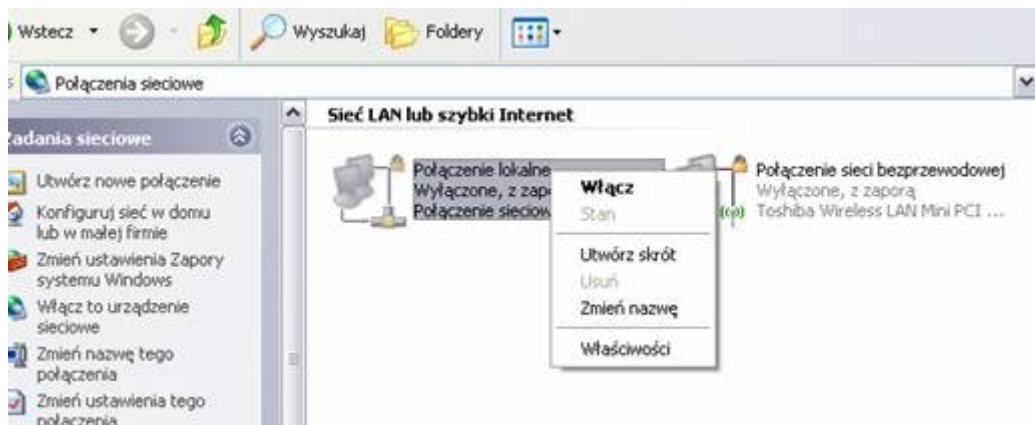 Wstecz
Wyszukaj
Foldery
Połączenia sieciowe
Zadania sieciowe
Utwórz nowe połączenie
Konfiguruj sieć w domu
lub w małej firmie
Zmień ustawienia Zapory
systemu Windows
Włącz to urządzenie
sieciowe
Zmień nazwę tego
połączenia
Zmień ustawienia tego
połączenia
Sieć LAN lub szybki Internet
Połączenie lokalne
Wyłączone, z zapo
Połączenie sieciow
Włącz
Stan
Utwórz skrót
Usuń
Zmień nazwę
Właściwości
Połączenie sieci bezprzewodowej
Wyłączone, z zaporą
Toshiba Wireless LAN Mini PCI ...